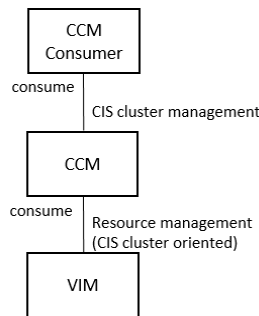 CCM
Consumer
consume
CIS cluster management
CCM
consume
Resource management
(CIS cluster oriented)
VIM